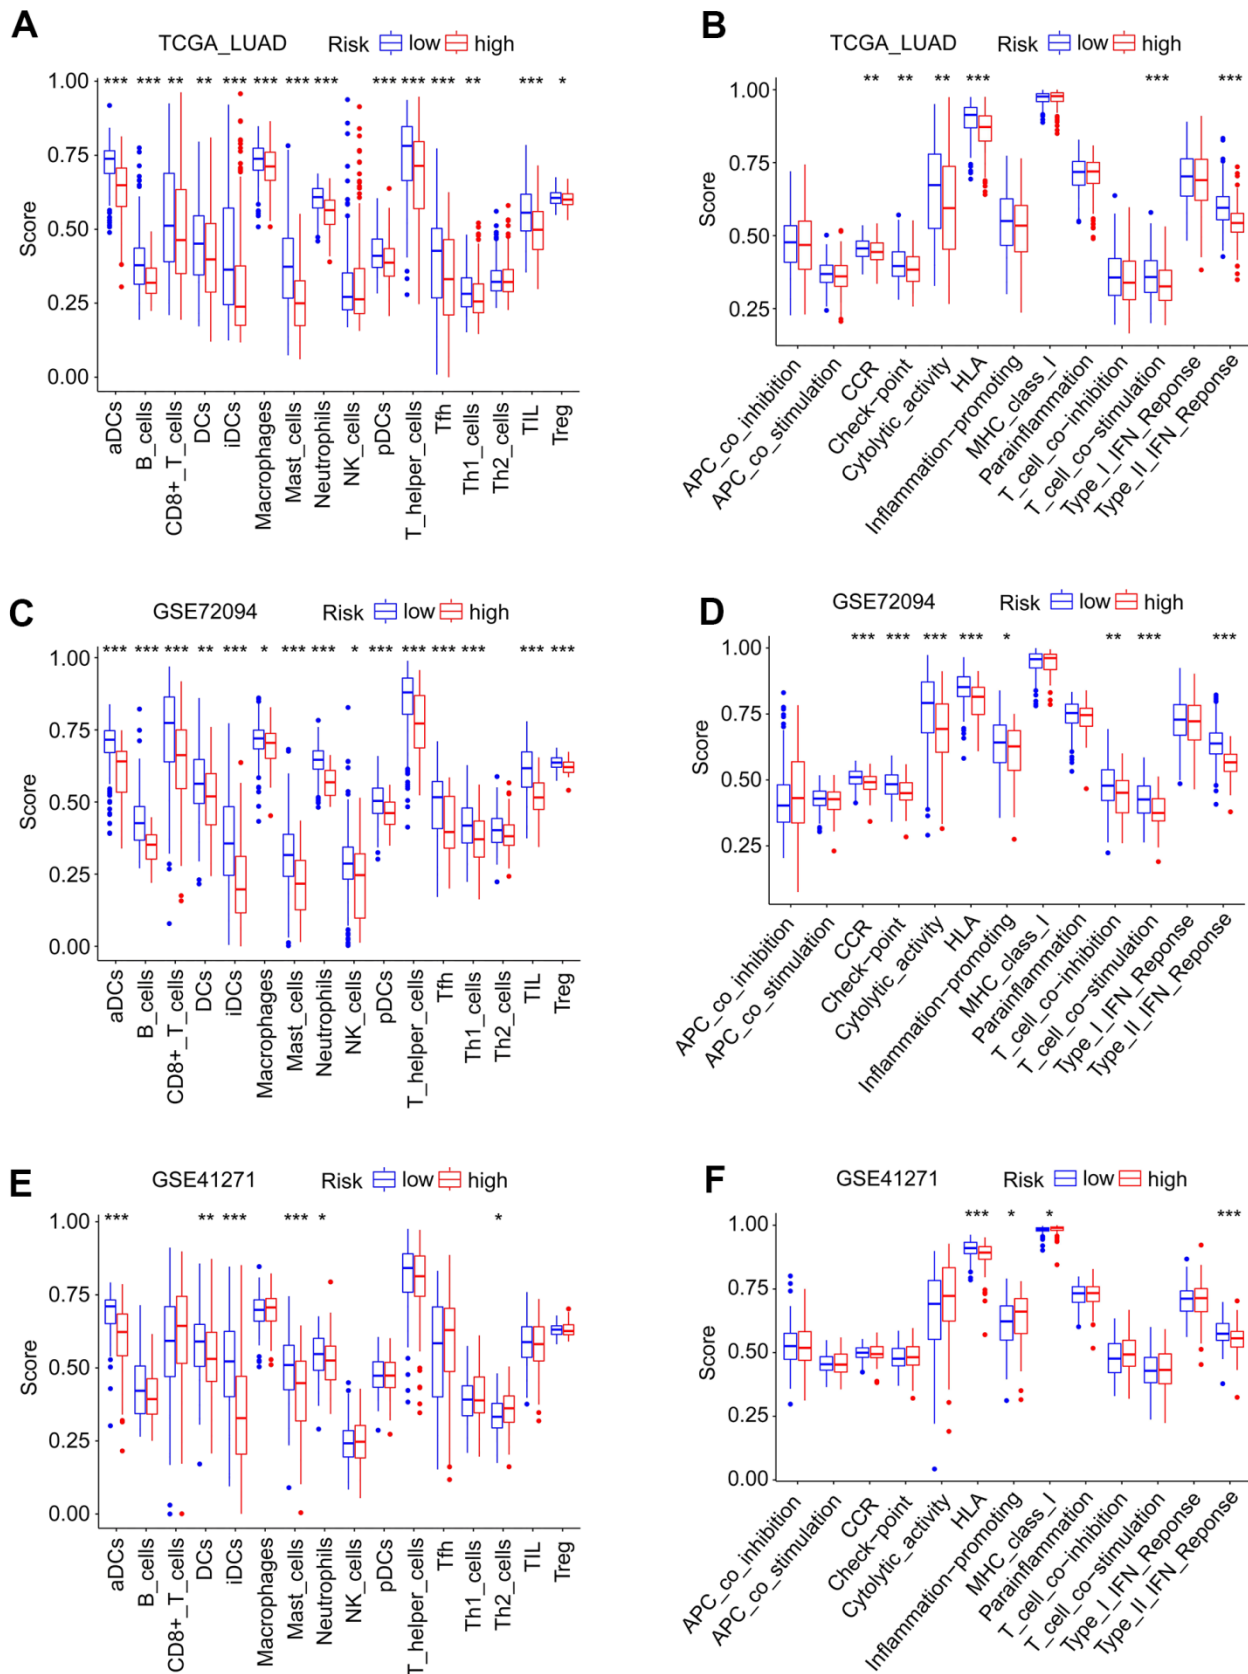 A
TCGA_LUAD Risk low high
*** *** ** ** *** *** *** *** *** *** *** ** *** *
1.00
0.75
0.50
0.25
0.00
Score
aDCs
B_cells
CD8+_T_cells
DCs
iDCs
Macrophages
Mast_cells
Neutrophils
NK_cells
pDCs
T_helper_cells
Tfh
Th1_cells
Th2_cells
TIL
Treg
B
TCGA_LUAD Risk low high
** ** ** *** *** ***
1.00
0.75
0.50
0.25
Score
APC_co_inhibition
APC_co_stimulation
CCR
Check−point
Cytolytic_activity
HLA
Inflammation−promoting
MHC_class_I
Parainflammation
T_cell_co−inhibition
T_cell_co−stimulation
Type_I_IFN_Reponse
Type_II_IFN_Reponse
C
GSE72094 Risk low high
*** *** *** ** *** * *** *** * *** *** *** *** *** ***
1.00
0.75
0.50
0.25
0.00
Score
aDCs
B_cells
CD8+_T_cells
DCs
iDCs
Macrophages
Mast_cells
Neutrophils
NK_cells
pDCs
T_helper_cells
Tfh
Th1_cells
Th2_cells
TIL
Treg
D
GSE72094 Risk low high
*** *** *** *** * ** *** ***
1.00
0.75
0.50
0.25
Score
APC_co_inhibition
APC_co_stimulation
CCR
Check−point
Cytolytic_activity
HLA
Inflammation−promoting
MHC_class_I
Parainflammation
T_cell_co−inhibition
T_cell_co−stimulation
Type_I_IFN_Reponse
Type_II_IFN_Reponse
E
GSE41271 Risk low high
*** ** *** *** * *
1.00
0.75
0.50
0.25
0.00
Score
aDCs
B_cells
CD8+_T_cells
DCs
iDCs
Macrophages
Mast_cells
Neutrophils
NK_cells
pDCs
T_helper_cells
Tfh
Th1_cells
Th2_cells
TIL
Treg
F
GSE41271 Risk low high
*** * * ***
1.00
0.75
0.50
0.25
0.00
Score
APC_co_inhibition
APC_co_stimulation
CCR
Check−point
Cytolytic_activity
HLA
Inflammation−promoting
MHC_class_I
Parainflammation
T_cell_co−inhibition
T_cell_co−stimulation
Type_I_IFN_Reponse
Type_II_IFN_Reponse